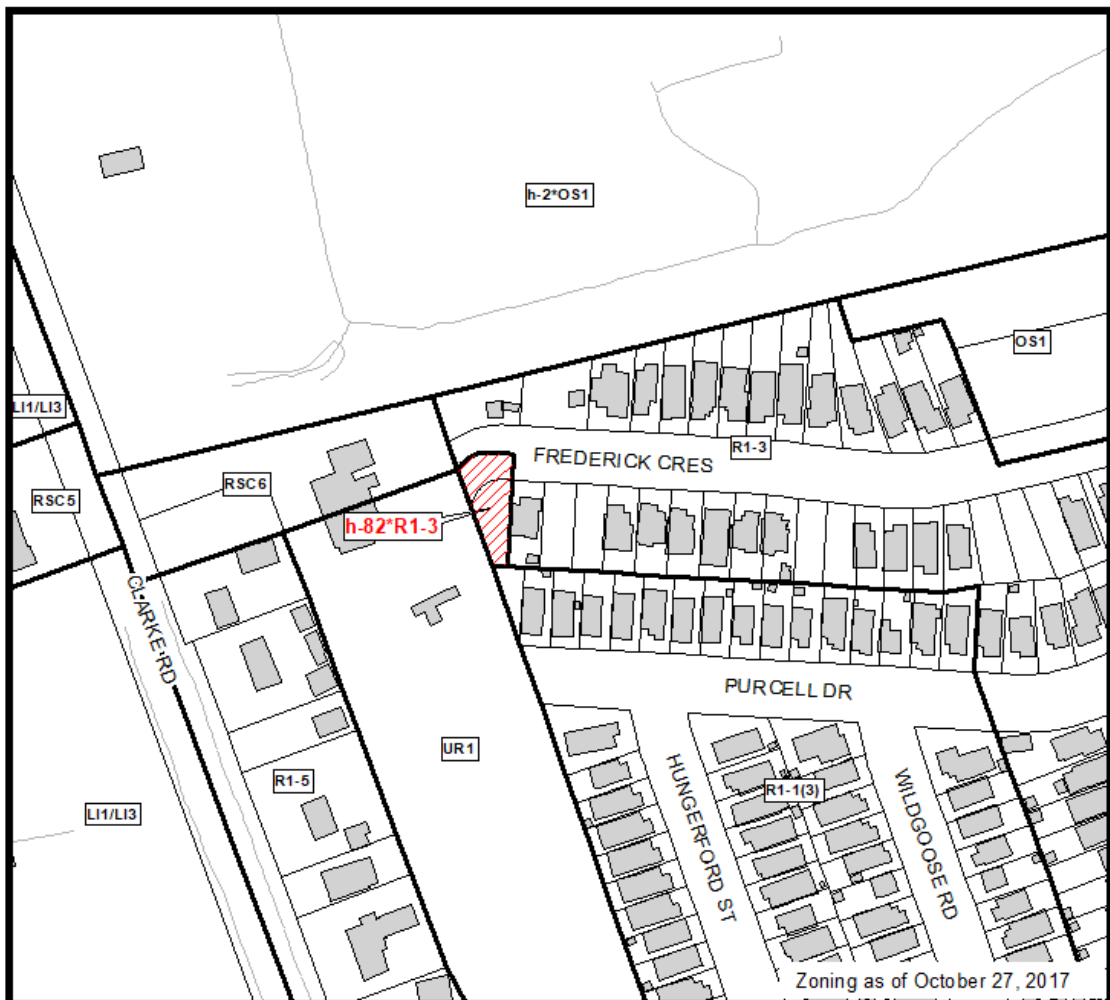 h-2*OS1
OS1
LI1/LI3
R1-3
FREDERICK CRES
RSC6
RSC5
h-82*R1-3
CLARKE RD
PURCELL DR
UR1
R1-5
R1-1(3)
LI1/LI3
HUNGERFORD ST
WILDGOOSE RD
Zoning as of October 27, 2017